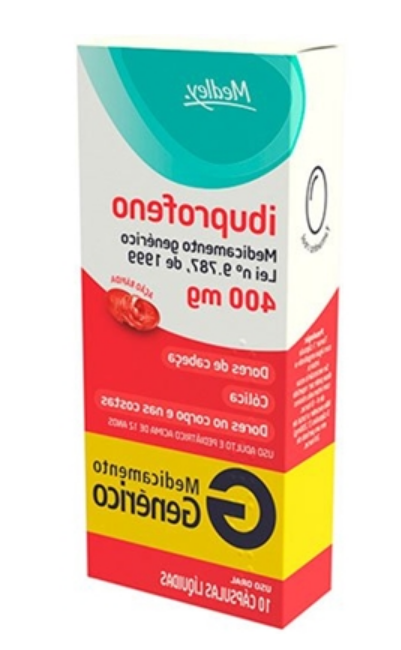 Medley.
ibuprofeno
Medicamento genérico
Lei nº 9.787, de 1999
400 mg
AÇÃO RÁPIDA
Dores de cabeça
Cólica
Dores no corpo e nas costas
USO ADULTO E PEDIÁTRICO ACIMA DE 12 ANOS
G
Medicamento
Genérico
USO ORAL
10 CÁPSULAS LÍQUIDAS